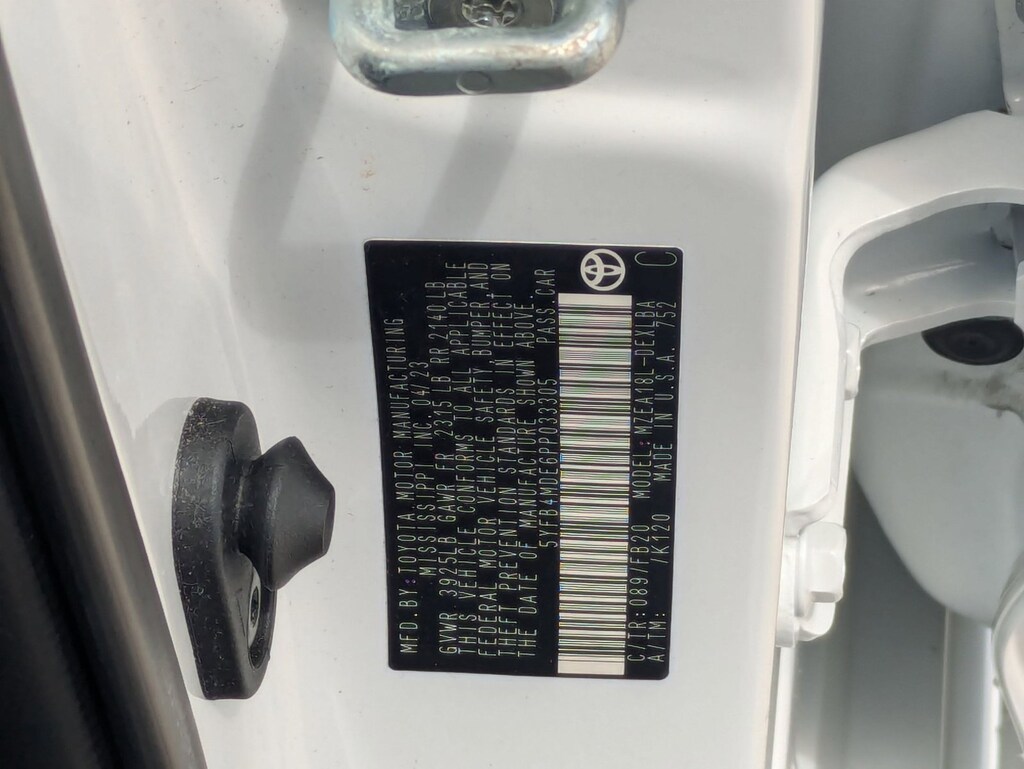 MFD.BY: TOYOTA MOTOR MANUFACTURING
MISSISSIPPI INC. 04/23
GVWR 3925LB GAWR FR 2315LB RR 2140LB
THIS VEHICLE CONFORMS TO ALL APPLICABLE
FEDERAL MOTOR VEHICLE SAFETY, BUMPER, AND
THEFT PREVENTION STANDARDS IN EFFECT ON
THE DATE OF MANUFACTURE SHOWN ABOVE.
5YFB4MDE6PP033305 PASS.CAR
C/TR: 089/FB20 MODEL: MZEA18L-DEXLBA
A/TM: /K120 MADE IN U.S.A. 752
C